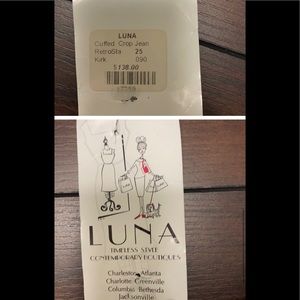 LUNA
Cuffed Crop Jean
RetroSta 25
Kirk 090
$138.00
LUNA
TIMELESS STYLE
CONTEMPORARY BOUTIQUES
Charleston Atlanta
Charlotte Greenville
Columbia Bethesda
Jacksonville